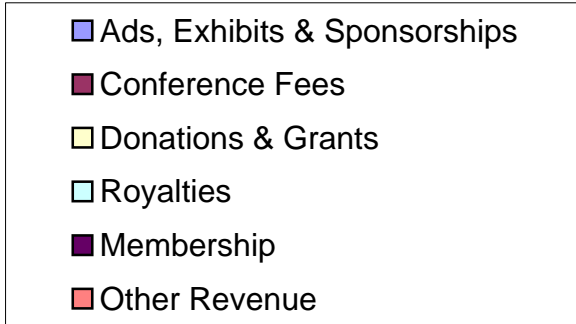 Ads, Exhibits & Sponsorships
Conference Fees
Donations & Grants
Royalties
Membership
Other Revenue